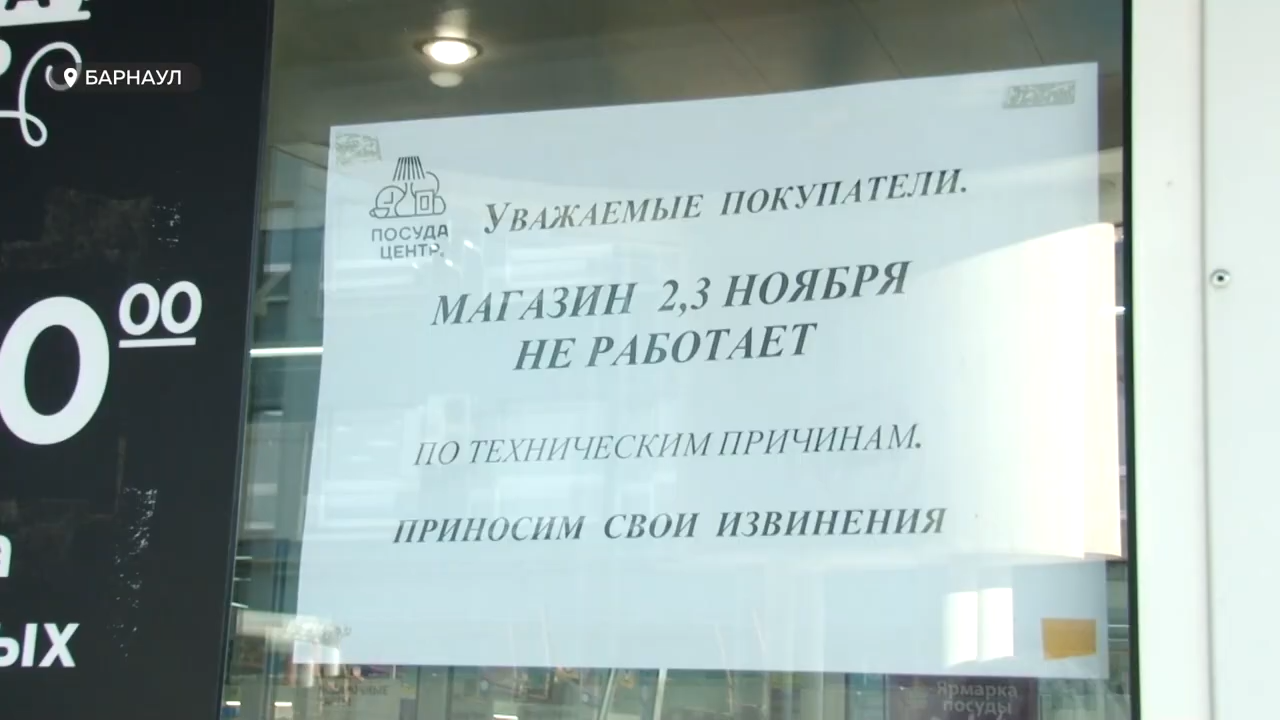 БАРНАУЛ
ПОСУДА
ЦЕНТР.
УВАЖАЕМЫЕ ПОКУПАТЕЛИ.
МАГАЗИН 2,3 НОЯБРЯ
НЕ РАБОТАЕТ
ПО ТЕХНИЧЕСКИМ ПРИЧИНАМ.
ПРИНОСИМ СВОИ ИЗВИНЕНИЯ
0 00
а
ых
Ярмарка
посуды